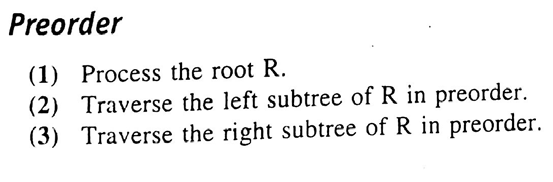 Preorder
(1) Process the root R.
(2) Traverse the left subtree of R in preorder.
(3) Traverse the right subtree of R in preorder.